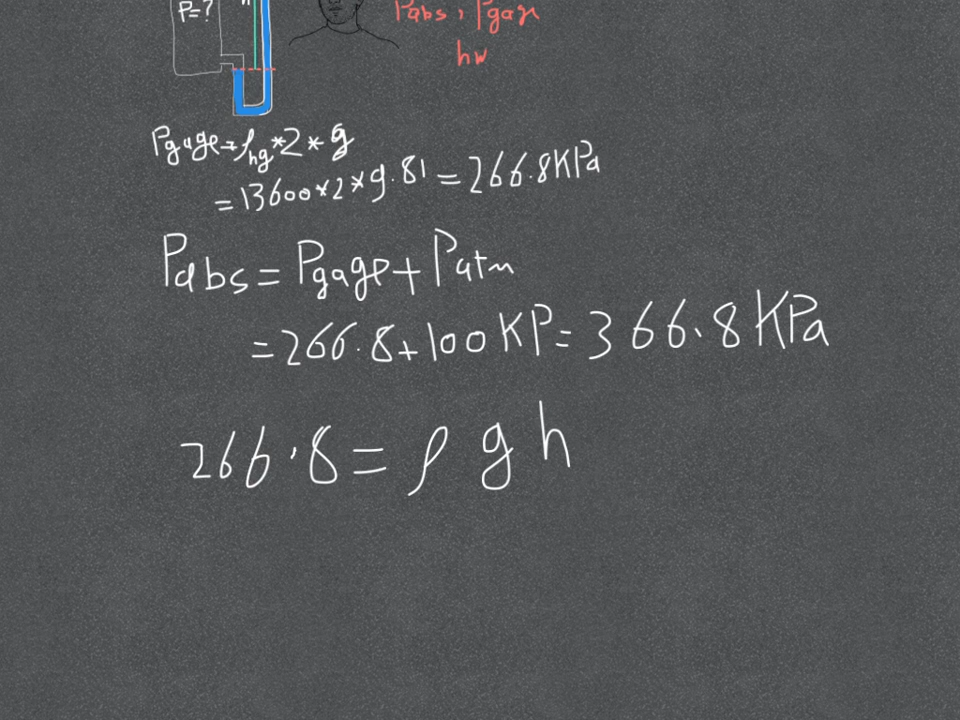 P=?
Pabs, Pgage
hw
Pgage=ρhg*2*g
=13600*2*9.81=266.8KPa
Pabs=Pgage+Patm
=266.8+100KP=366.8KPa
266.8=ρgh